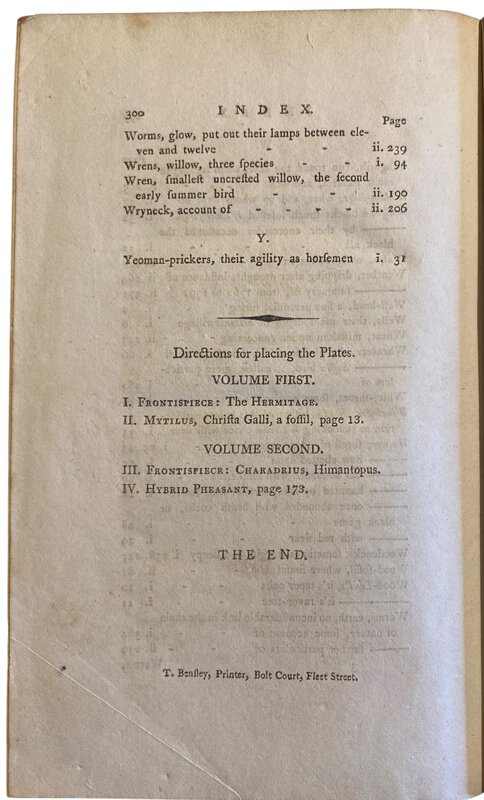 300 INDEX.
Page
Worms, glow, put out their lamps between ele-
ven and twelve - - ii. 239
Wrens, willow, three ſpecies - - i. 94
Wren, ſmalleſt uncreſted willow, the ſecond
early ſummer bird - - ii. 190
Wryneck, account of - - - ii. 206
Y.
Yeoman-prickers, their agility as horſemen i. 31
Directions for placing the Plates.
VOLUME FIRST.
I. FRONTISPIECE: The HERMITAGE.
II. MYTILUS, Chriſta Galli, a foſſil, page 13.
VOLUME SECOND.
III. FRONTISPIECE: CHARADRIUS, Himantopus.
IV. HYBRID PHEASANT, page 173.
THE END.
T. Benſley, Printer, Bolt Court, Fleet Street.